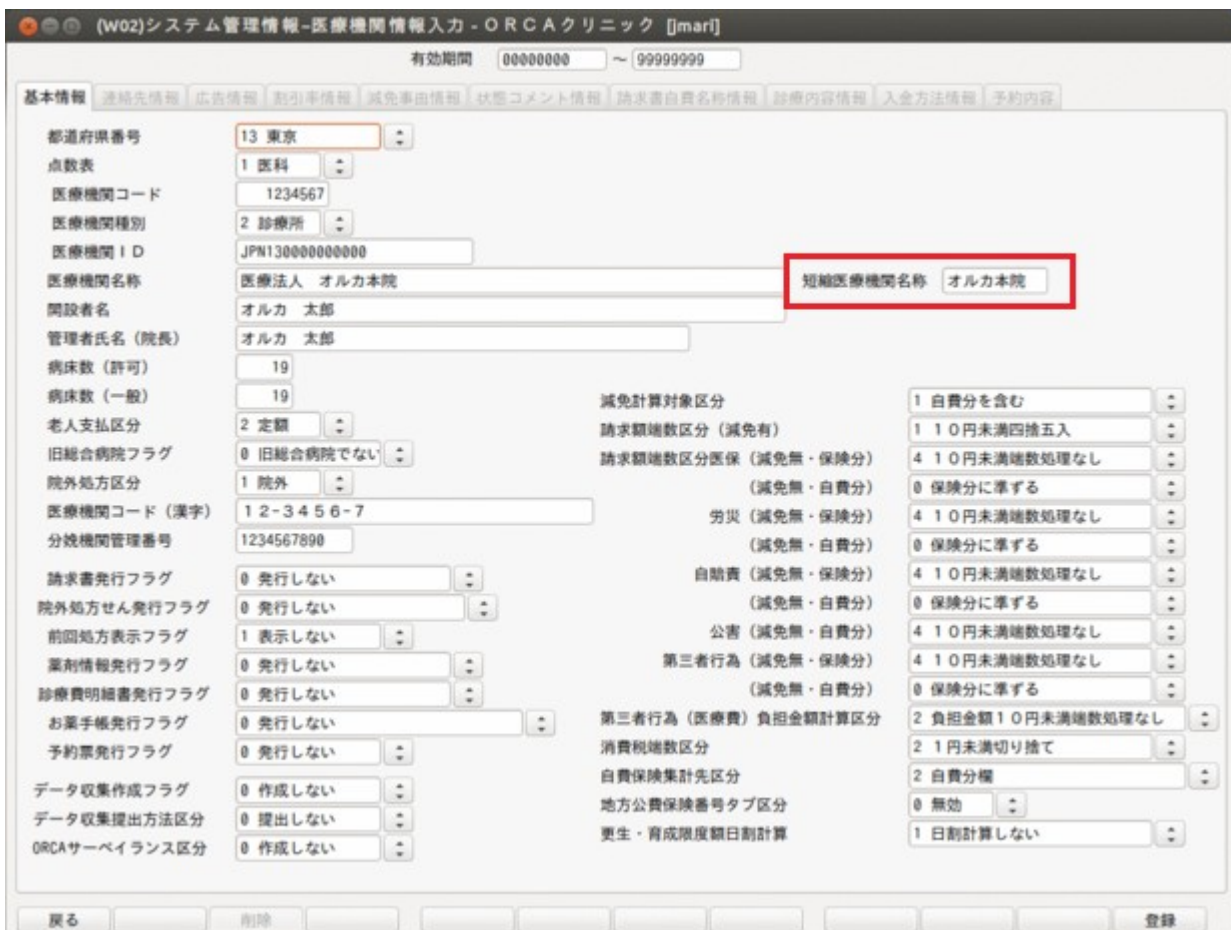 (W02)システム管理情報-医療機関情報入力 - ＯＲＣＡクリニック [jmari]
有効期間 00000000 ～ 99999999
基本情報 連絡先情報 広告情報 割引率情報 減免事由情報 状態コメント情報 請求書自費名称情報 診療内容情報 入金方法情報 予約内容
都道府県番号 13 東京
点数表 1 医科
医療機関コード 1234567
医療機関種別 2 診療所
医療機関ＩＤ JPN130000000000
医療機関名称 医療法人　オルカ本院 短縮医療機関名称 オルカ本院
開設者名 オルカ　太郎
管理者氏名（院長） オルカ　太郎
病床数（許可） 19
病床数（一般） 19
老人支払区分 2 定額
旧総合病院フラグ 0 旧総合病院でない
院外処方区分 1 院外
医療機関コード（漢字） １２-３４５６-７
分娩機関管理番号 1234567890
請求書発行フラグ 0 発行しない
院外処方せん発行フラグ 0 発行しない
前回処方表示フラグ 1 表示しない
薬剤情報発行フラグ 0 発行しない
診療費明細書発行フラグ 0 発行しない
お薬手帳発行フラグ 0 発行しない
予約票発行フラグ 0 発行しない
データ収集作成フラグ 0 作成しない
データ収集提出方法区分 0 提出しない
ORCAサーベイランス区分 0 作成しない
減免計算対象区分 1 自費分を含む
請求額端数区分（減免有） 1 １０円未満四捨五入
請求額端数区分医保（減免無・保険分） 4 １０円未満端数処理なし
（減免無・自費分） 0 保険分に準ずる
労災（減免無・保険分） 4 １０円未満端数処理なし
（減免無・自費分） 0 保険分に準ずる
自賠責（減免無・保険分） 4 １０円未満端数処理なし
（減免無・自費分） 0 保険分に準ずる
公害（減免無・自費分） 4 １０円未満端数処理なし
第三者行為（減免無・保険分） 4 １０円未満端数処理なし
（減免無・自費分） 0 保険分に準ずる
第三者行為（医療費）負担金額計算区分 2 負担金額１０円未満端数処理なし
消費税端数区分 2 １円未満切り捨て
自費保険集計先区分 2 自費分欄
地方公費保険番号タブ区分 0 無効
更生・育成限度額日割計算 1 日割計算しない
戻る 削除 登録